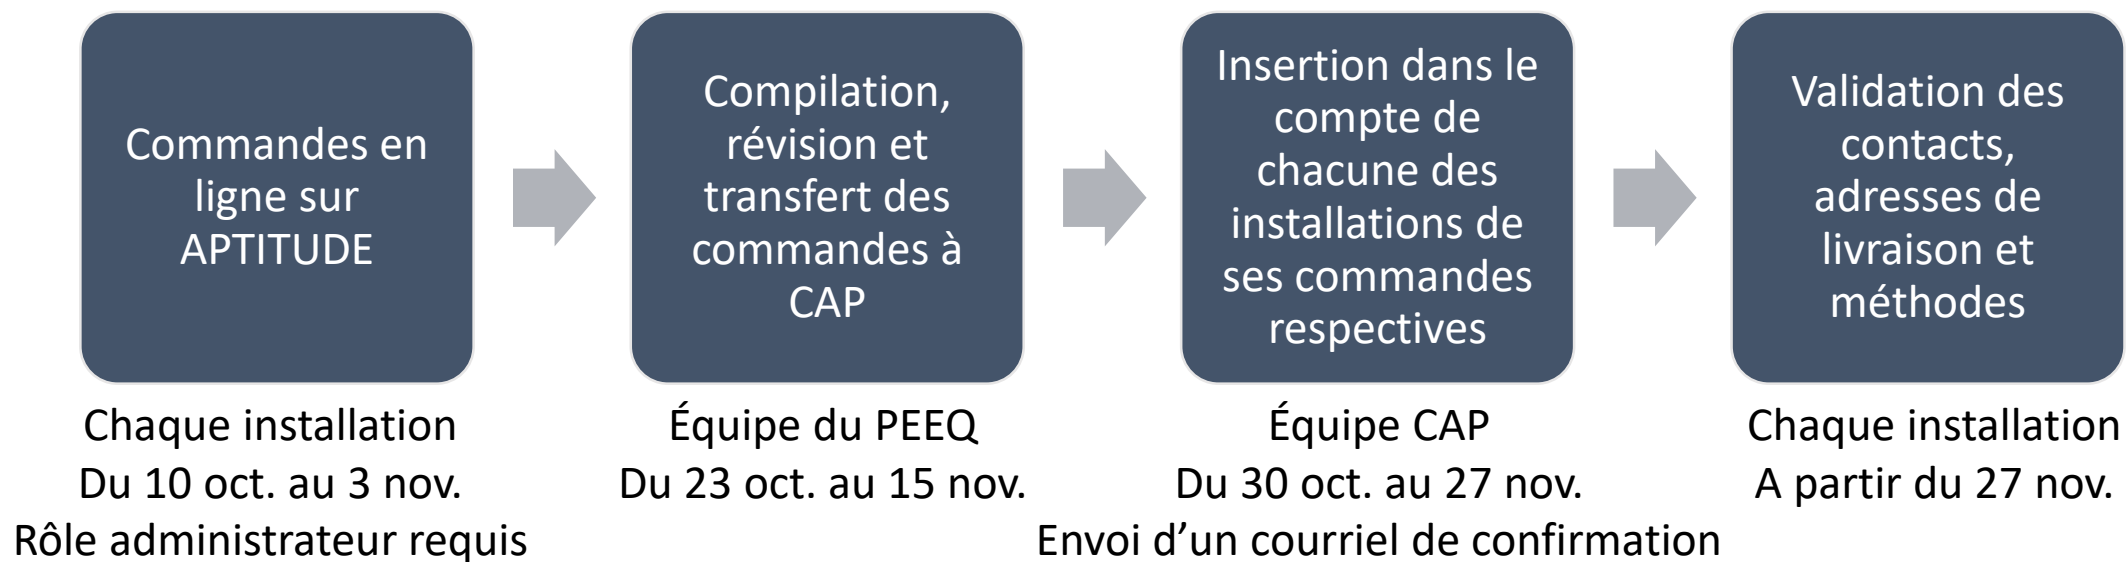 Commandes en
ligne sur
APTITUDE
Chaque installation
Du 10 oct. au 3 nov.
Rôle administrateur requis
Compilation,
révision et
transfert des
commandes à
CAP
Équipe du PEEQ
Du 23 oct. au 15 nov.
Insertion dans le
compte de
chacune des
installations de
ses commandes
respectives
Équipe CAP
Du 30 oct. au 27 nov.
Envoi d’un courriel de confirmation
Validation des
contacts,
adresses de
livraison et
méthodes
Chaque installation
A partir du 27 nov.